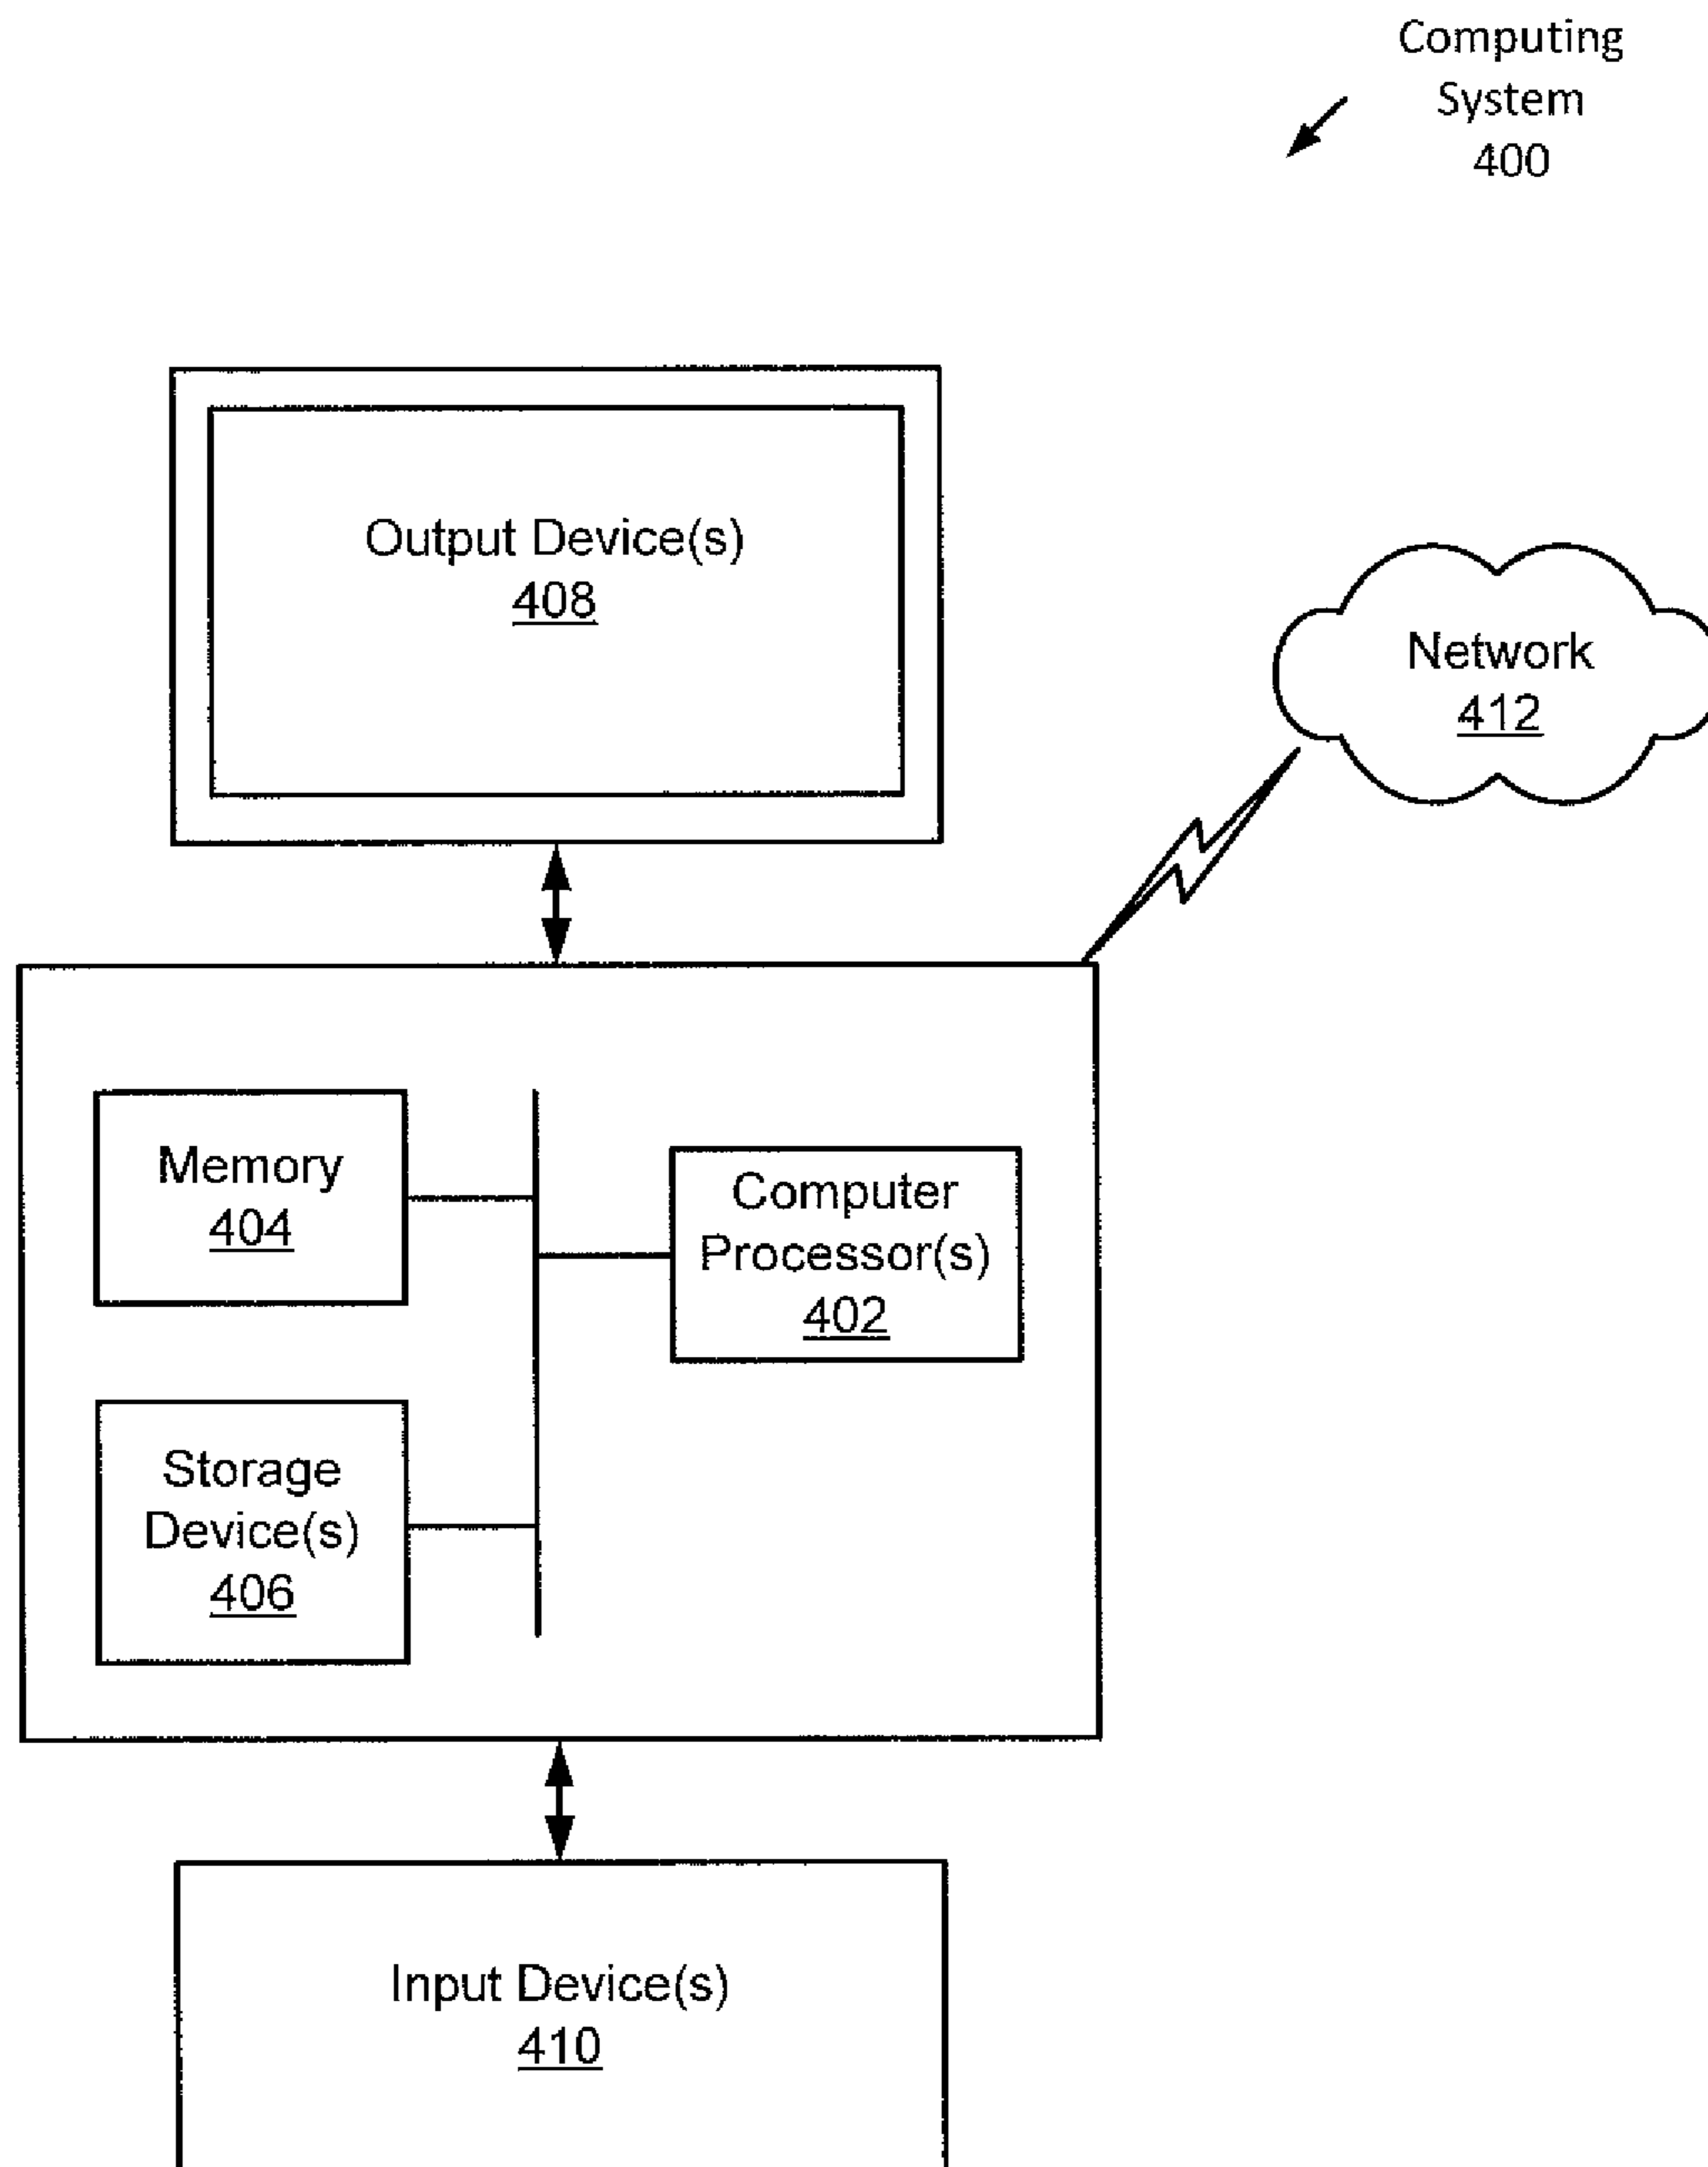 Computing
System
400
Output Device(s)
408
Network
412
Memory
404
Computer
Processor(s)
402
Storage
Device(s)
406
Input Device(s)
410